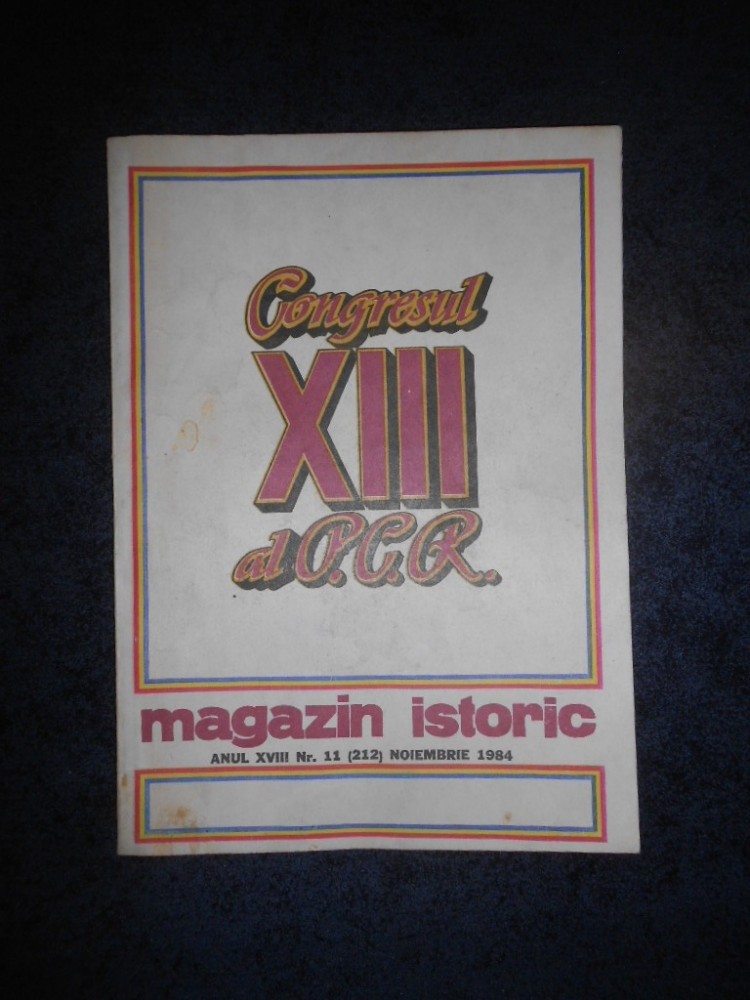 Congresul
XIII
al P.C.R.
magazin istoric
ANUL XVIII Nr. 11 (212) NOIEMBRIE 1984